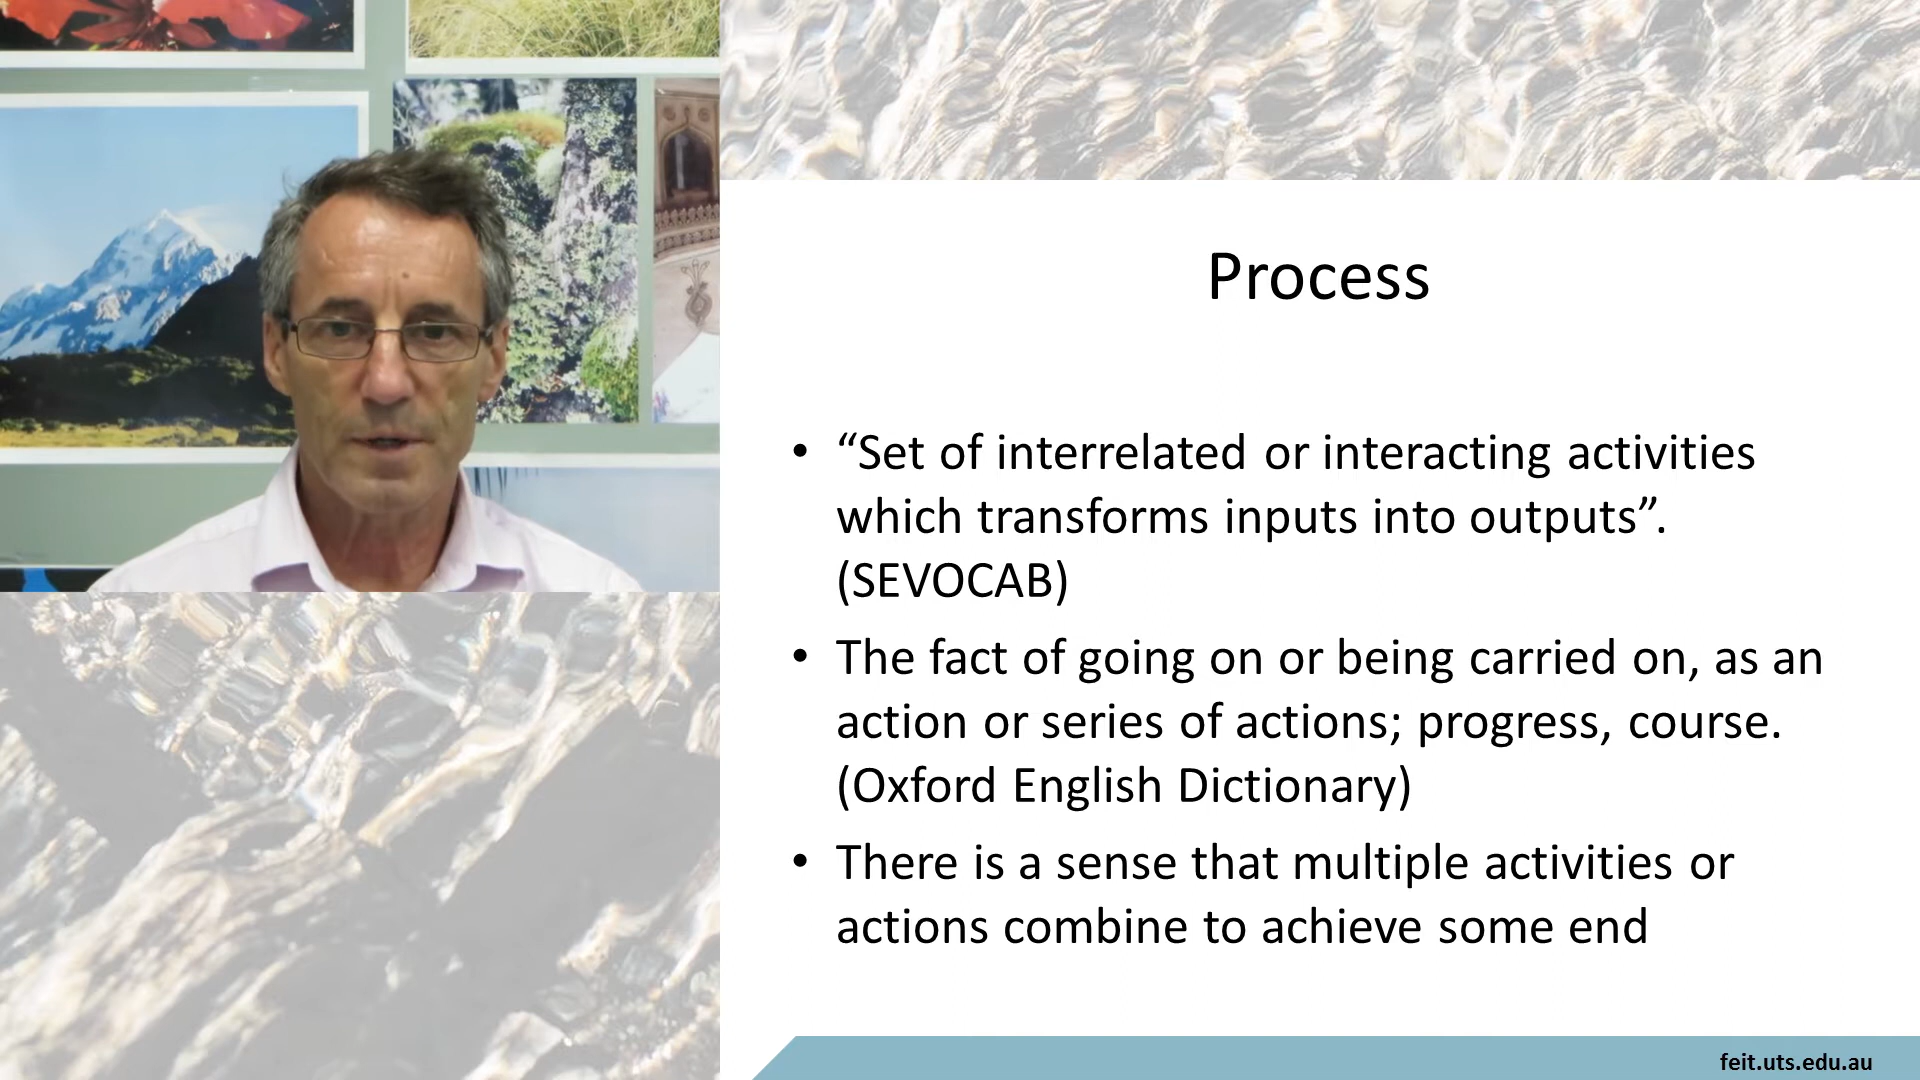 Process
• “Set of interrelated or interacting activities
which transforms inputs into outputs”.
(SEVOCAB)
• The fact of going on or being carried on, as an
action or series of actions; progress, course.
(Oxford English Dictionary)
• There is a sense that multiple activities or
actions combine to achieve some end
feit.uts.edu.au